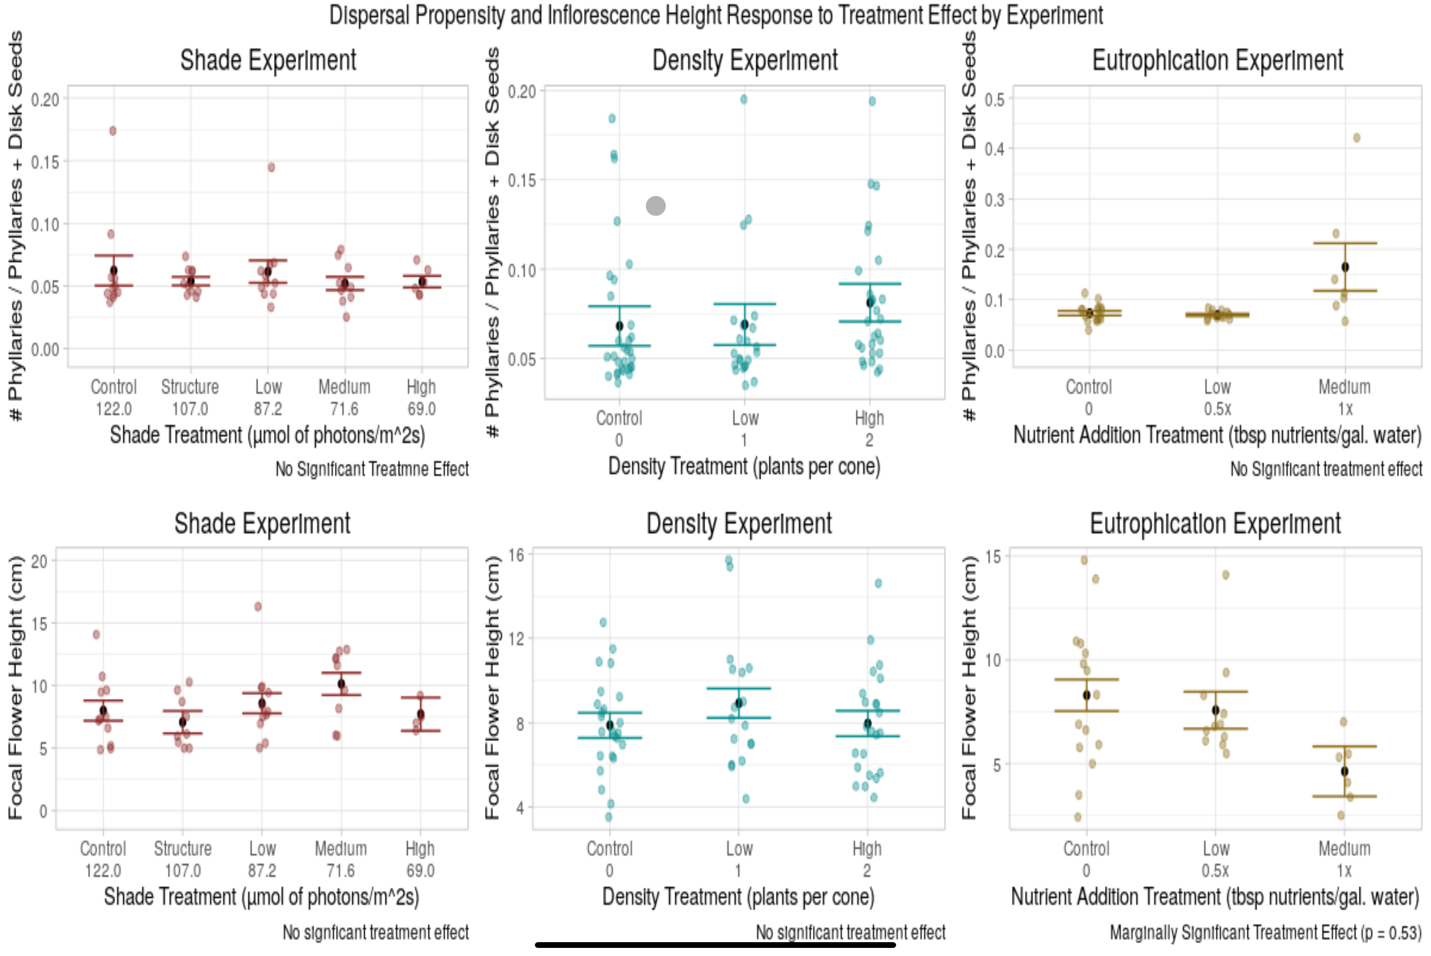 Dispersal Propensity and Inflorescence Height Response to Treatment Effect by Experiment
Shade Experiment
# Phyllaries / Phyllaries + Disk Seeds
0.20
0.15
0.10
0.05
0.00
Control
122.0
Structure
107.0
Low
87.2
Medium
71.6
High
69.0
Shade Treatment (µmol of photons/m^2s)
No Significant Treatmne Effect
Density Experiment
# Phyllaries / Phyllaries + Disk Seeds
0.20
0.15
0.10
0.05
Control
0
Low
1
High
2
Density Treatment (plants per cone)
Eutrophication Experiment
# Phyllaries / Phyllaries + Disk Seeds
0.5
0.4
0.3
0.2
0.1
0.0
Control
0
Low
0.5x
Medium
1x
Nutrient Addition Treatment (tbsp nutrients/gal. water)
No Significant treatment effect
Shade Experiment
Focal Flower Height (cm)
20
15
10
5
0
Control
122.0
Structure
107.0
Low
87.2
Medium
71.6
High
69.0
Shade Treatment (µmol of photons/m^2s)
No signficant treatment effect
Density Experiment
Focal Flower Height (cm)
16
12
8
4
Control
0
Low
1
High
2
Density Treatment (plants per cone)
No significant treatment effect
Eutrophication Experiment
Focal Flower Height (cm)
15
10
5
Control
0
Low
0.5x
Medium
1x
Nutrient Addition Treatment (tbsp nutrients/gal. water)
Marginally Significant Treatment Effect (p = 0.53)